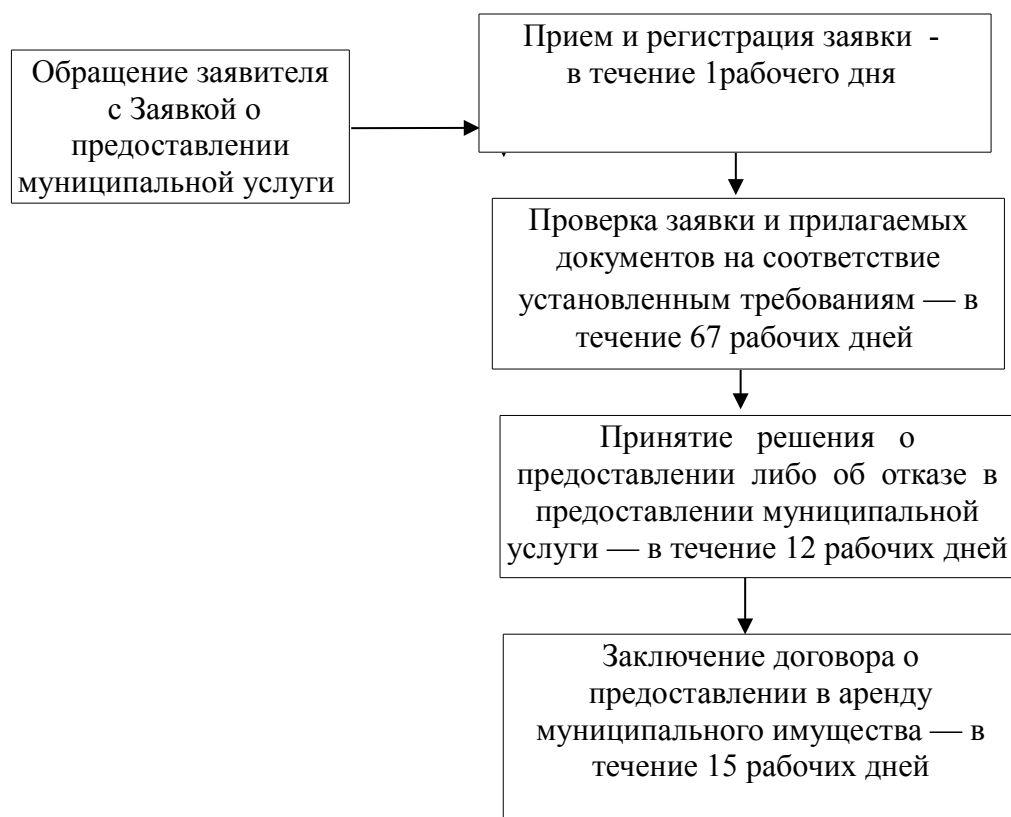 Обращение заявителя
с Заявкой о
предоставлении
муниципальной услуги
Прием и регистрация заявки -
в течение 1рабочего дня
Проверка заявки и прилагаемых
документов на соответствие
установленным требованиям — в
течение 67 рабочих дней
Принятие решения о
предоставлении либо об отказе в
предоставлении муниципальной
услуги — в течение 12 рабочих дней
Заключение договора о
предоставлении в аренду
муниципального имущества — в
течение 15 рабочих дней